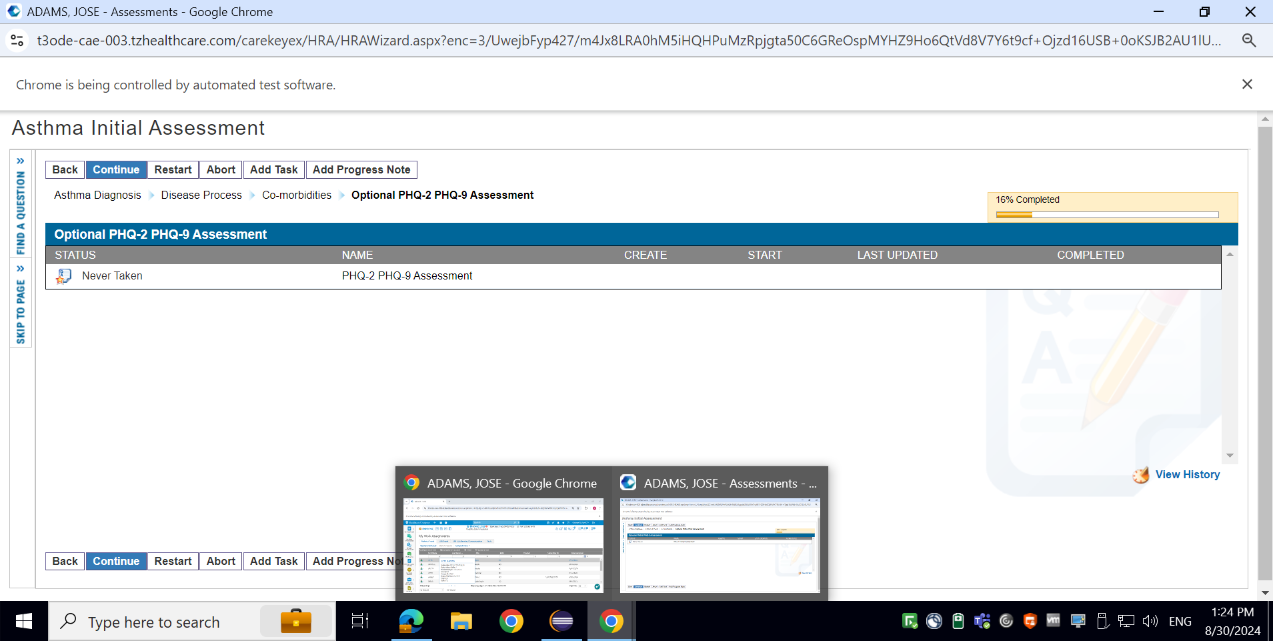 ADAMS, JOSE - Assessments - Google Chrome
t3ode-cae-003.tzhealthcare.com/carekeyex/HRA/HRAWizard.aspx?enc=3/UwejbFyp427/m4Jx8LRA0hM5iHQHPuMzRpjgta50C6GReOspMYHZ9Ho6QtVd8V7Y6t9cf+Ojzd16USB+0oKSJB2AU1lU...
Chrome is being controlled by automated test software.
Asthma Initial Assessment
FIND A QUESTION
SKIP TO PAGE
Back Continue Restart Abort Add Task Add Progress Note
Asthma Diagnosis Disease Process Co-morbidities Optional PHQ-2 PHQ-9 Assessment
16% Completed
Optional PHQ-2 PHQ-9 Assessment
STATUS NAME CREATE START LAST UPDATED COMPLETED
Never Taken PHQ-2 PHQ-9 Assessment
View History
ADAMS, JOSE - Google Chrome
ADAMS, JOSE - Assessments - ...
Back Continue Restart Abort Add Task Add Progress No
Type here to search
ENG
1:24 PM
8/30/2024